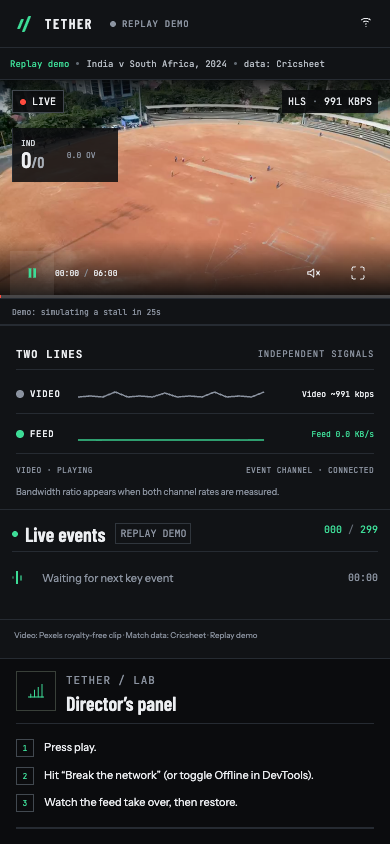 TETHER REPLAY DEMO
Replay demo • India v South Africa, 2024 • data: Cricsheet
LIVE
HLS · 991 KBPS
IND
0/0 0.0 OV
00:00 / 06:00
Demo: simulating a stall in 25s
TWO LINES INDEPENDENT SIGNALS
VIDEO Video ~991 kbps
FEED Feed 0.0 KB/s
VIDEO · PLAYING EVENT CHANNEL · CONNECTED
Bandwidth ratio appears when both channel rates are measured.
Live events REPLAY DEMO 000 / 299
Waiting for next key event 00:00
Video: Pexels royalty-free clip · Match data: Cricsheet · Replay demo
TETHER / LAB
Director’s panel
1 Press play.
2 Hit “Break the network” (or toggle Offline in DevTools).
3 Watch the feed take over, then restore.